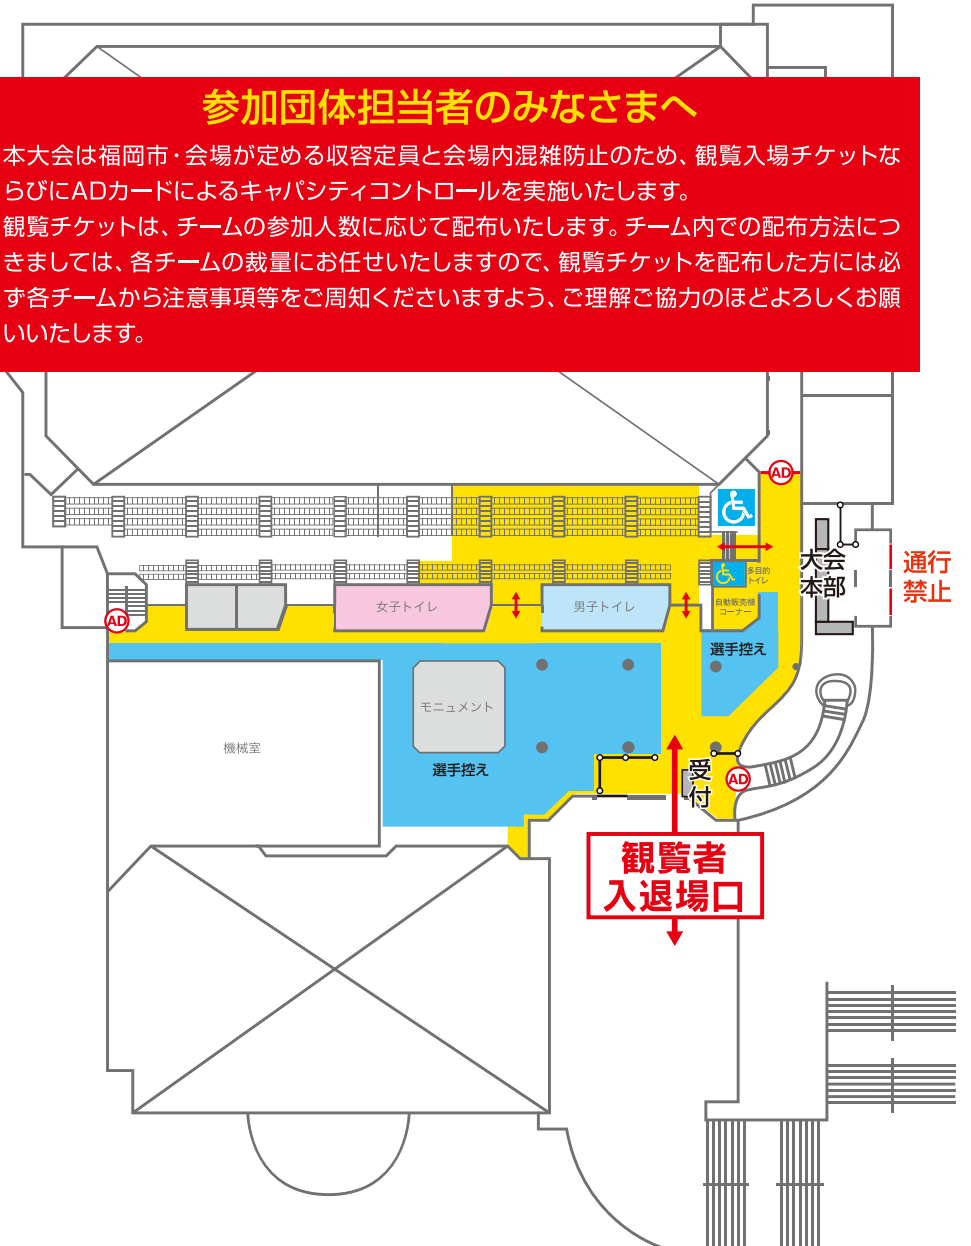 参加団体担当者のみなさまへ
本大会は福岡市・会場が定める収容定員と会場内混雑防止のため、観覧入場チケットな
らびにADカードによるキャパシティコントロールを実施いたします。
観覧チケットは、チームの参加人数に応じて配布いたします。チーム内での配布方法につ
きましては、各チームの裁量にお任せいたしますので、観覧チケットを配布した方には必
ず各チームから注意事項等をご周知くださいますよう、ご理解ご協力のほどよろしくお願
いいたします。
AD
大会
本部
通行
禁止
多目的
トイレ
自動販売機
コーナー
女子トイレ
男子トイレ
AD
選手控え
モニュメント
機械室
選手控え
受
付
AD
観覧者
入退場口